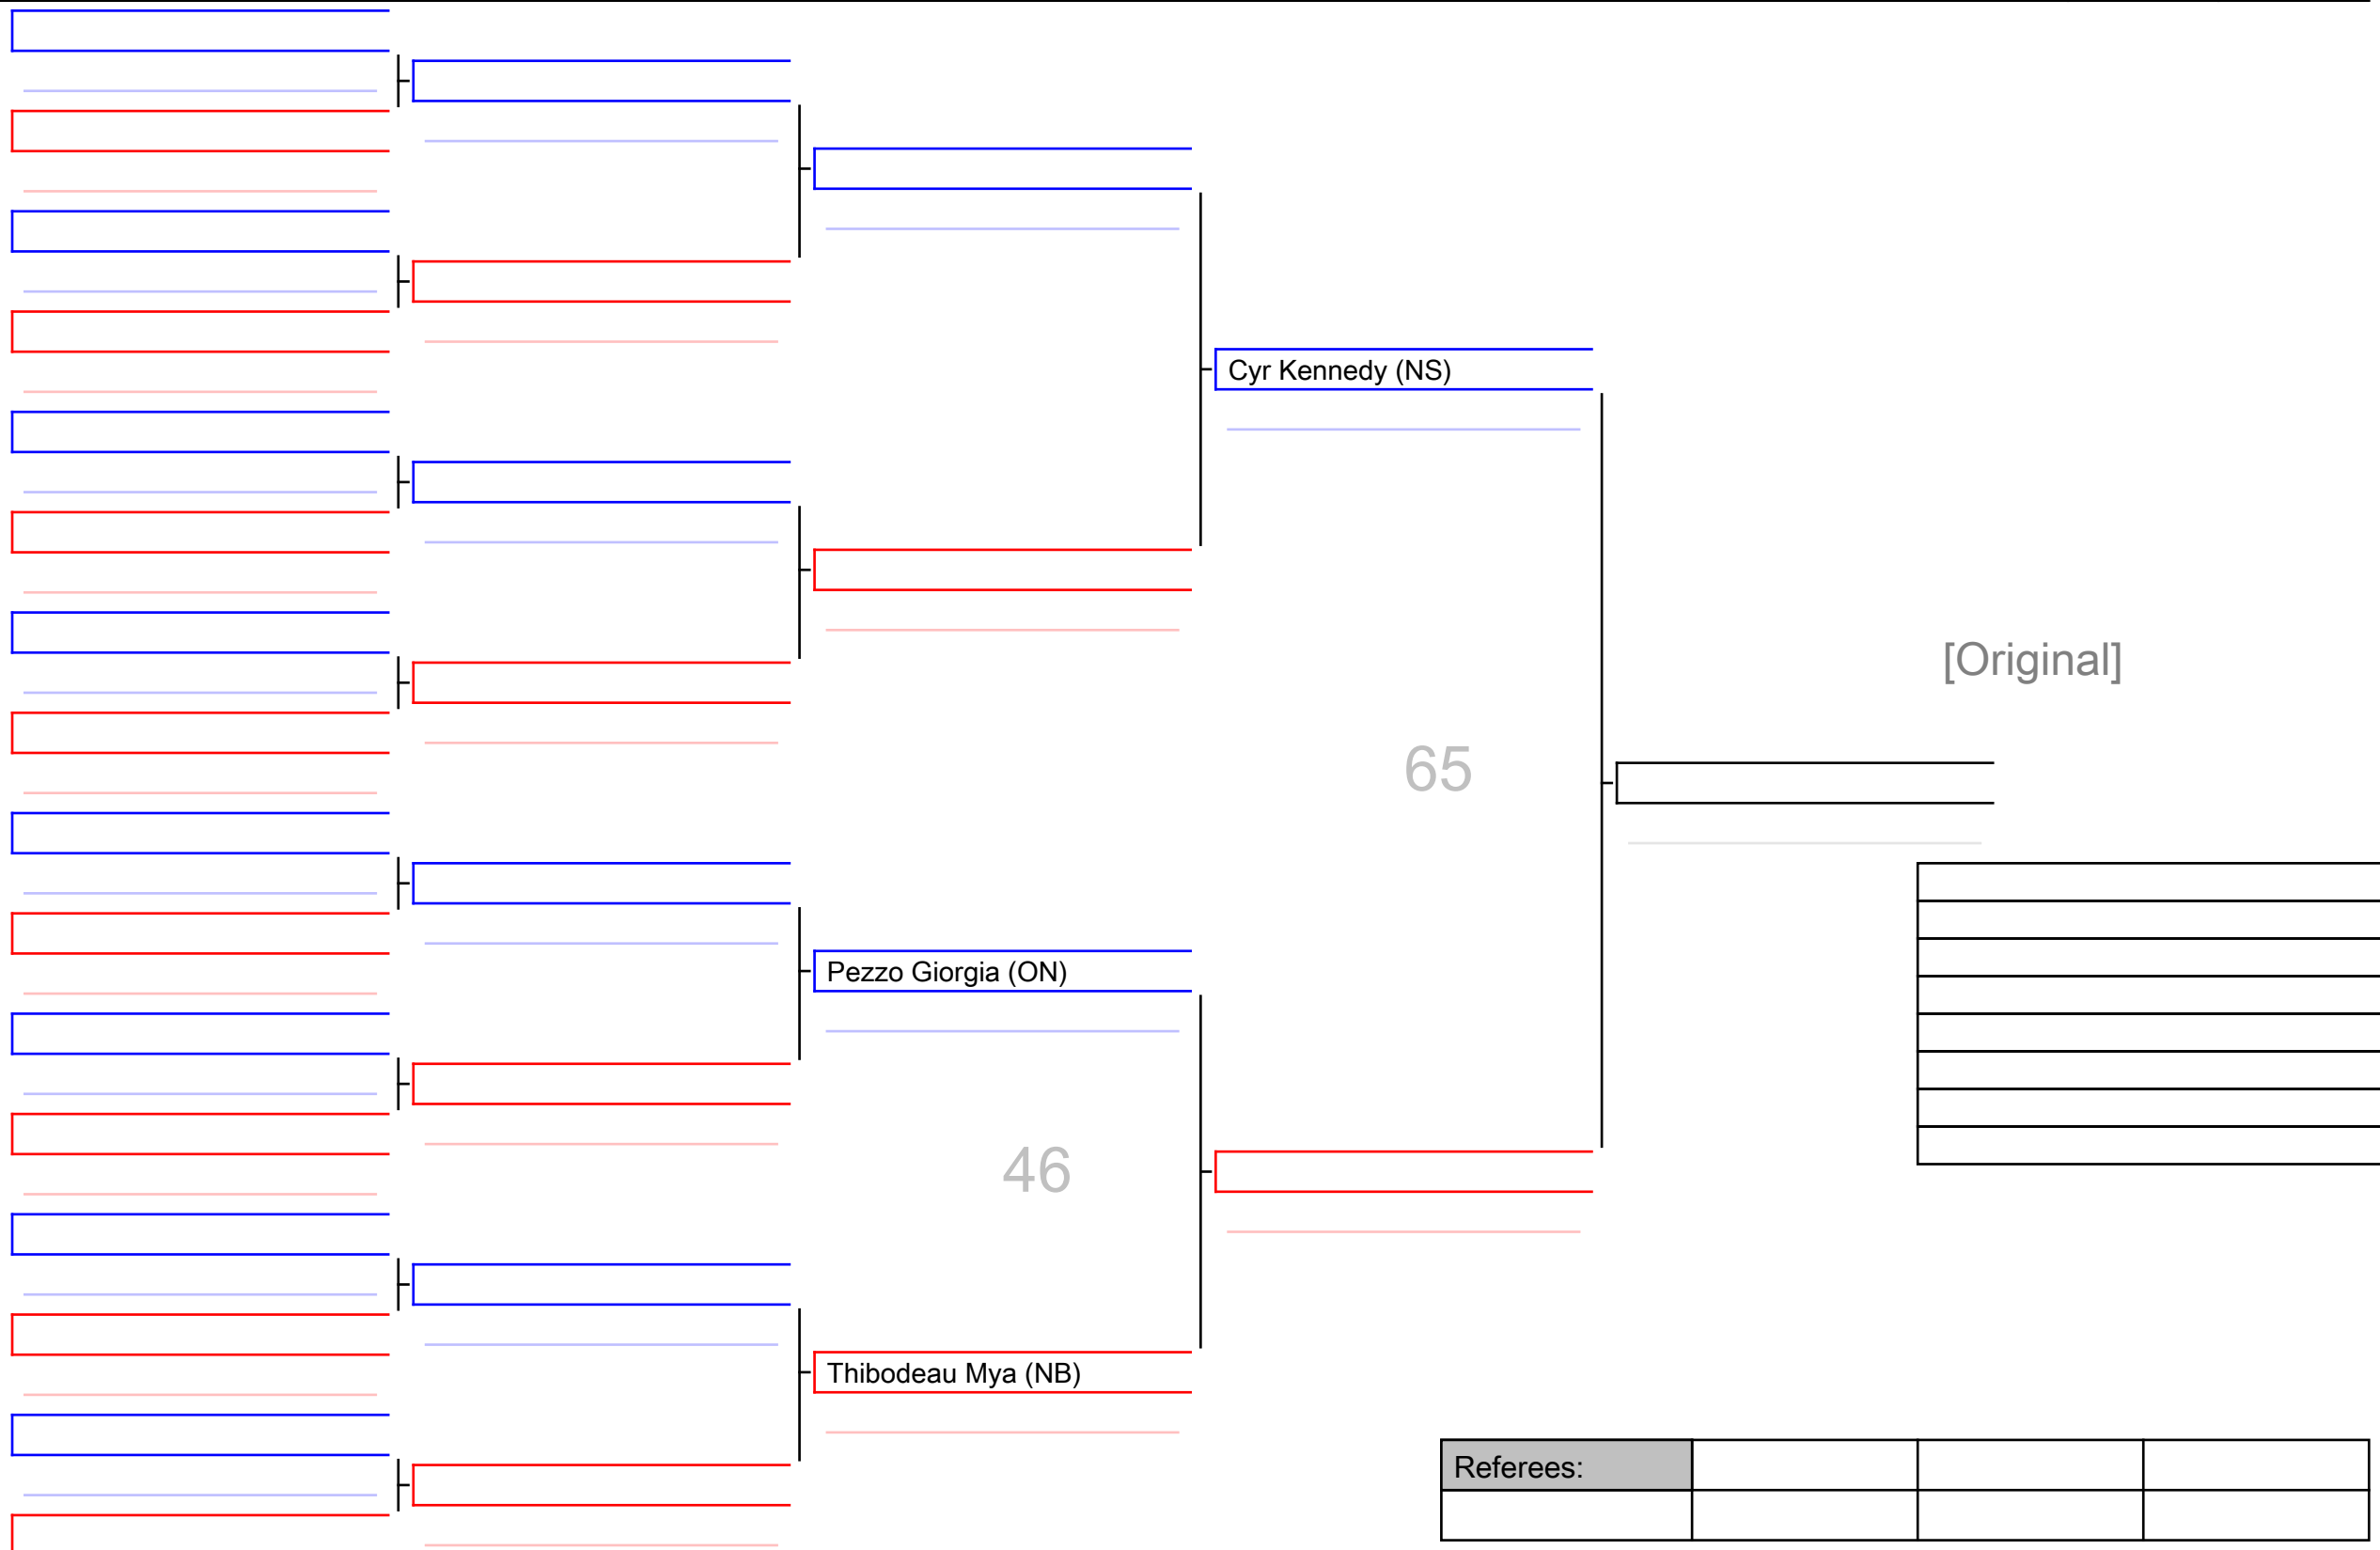 Cyr Kennedy (NS)
[Original]
65
Pezzo Giorgia (ON)
46
Thibodeau Mya (NB)
Referees: